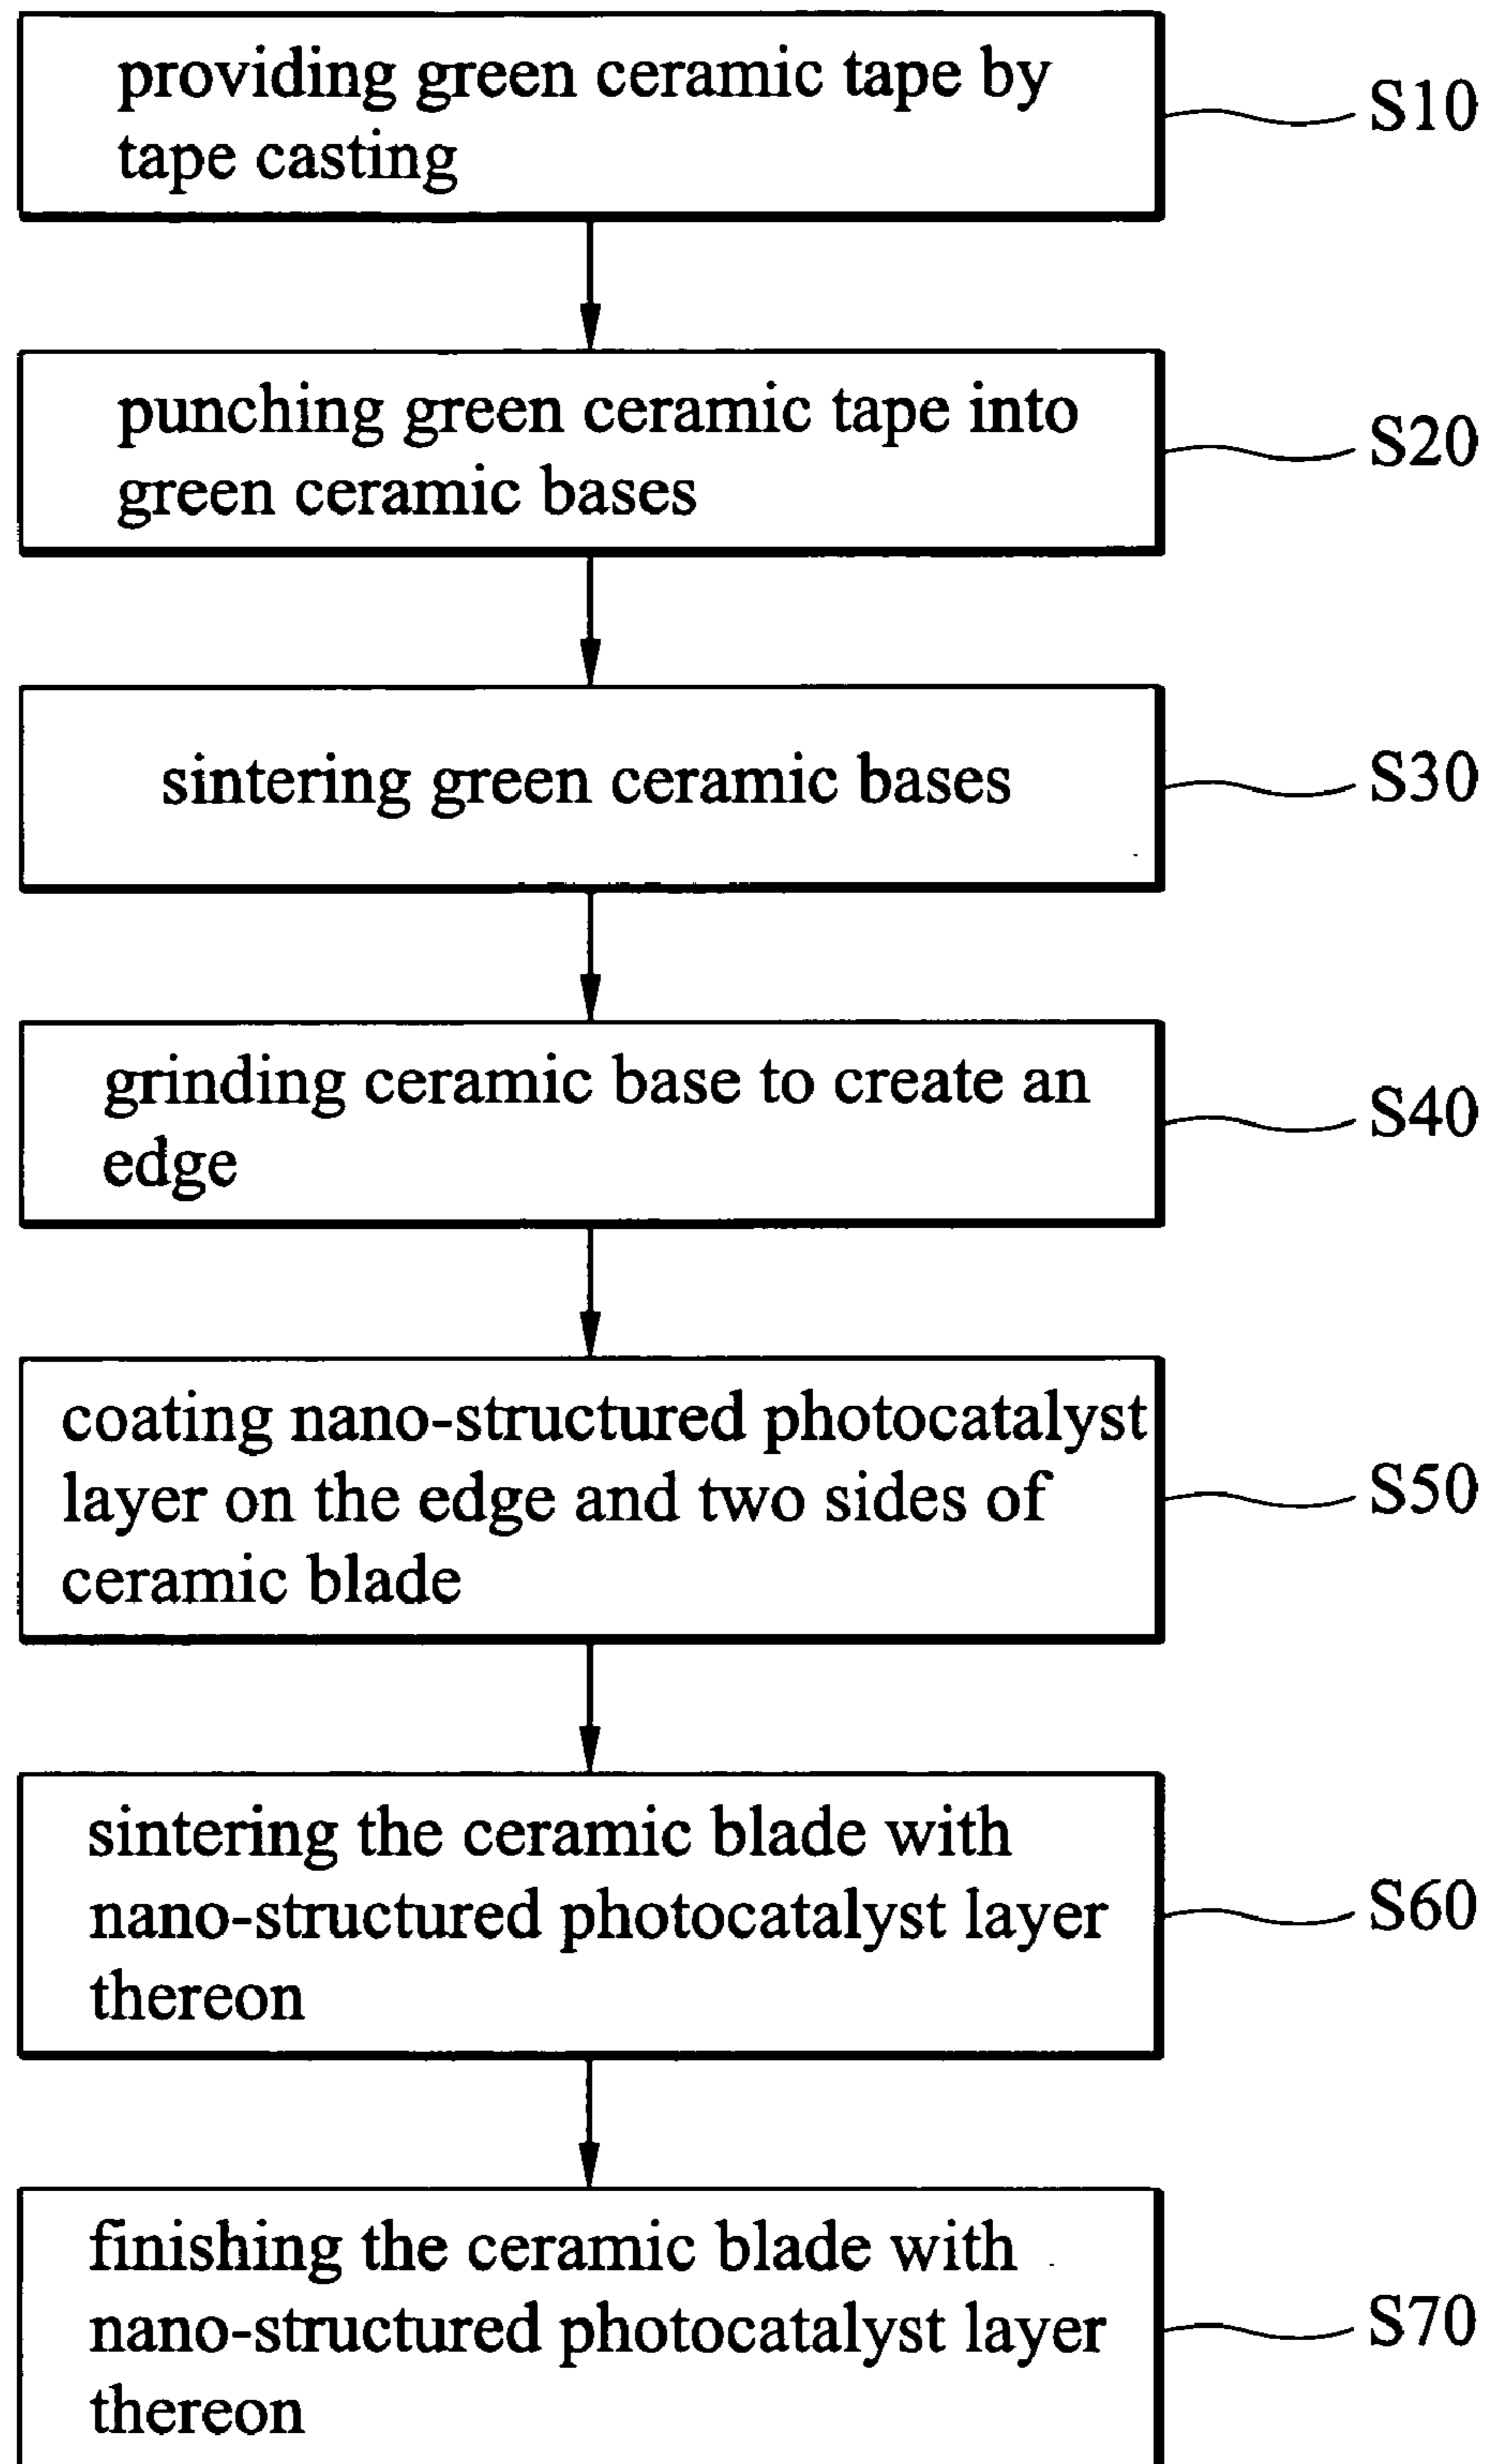 providing green ceramic tape by
tape casting
S10
punching green ceramic tape into
green ceramic bases
S20
sintering green ceramic bases
S30
grinding ceramic base to create an
edge
S40
coating nano-structured photocatalyst
layer on the edge and two sides of
ceramic blade
S50
sintering the ceramic blade with
nano-structured photocatalyst layer
thereon
S60
finishing the ceramic blade with
nano-structured photocatalyst layer
thereon
S70